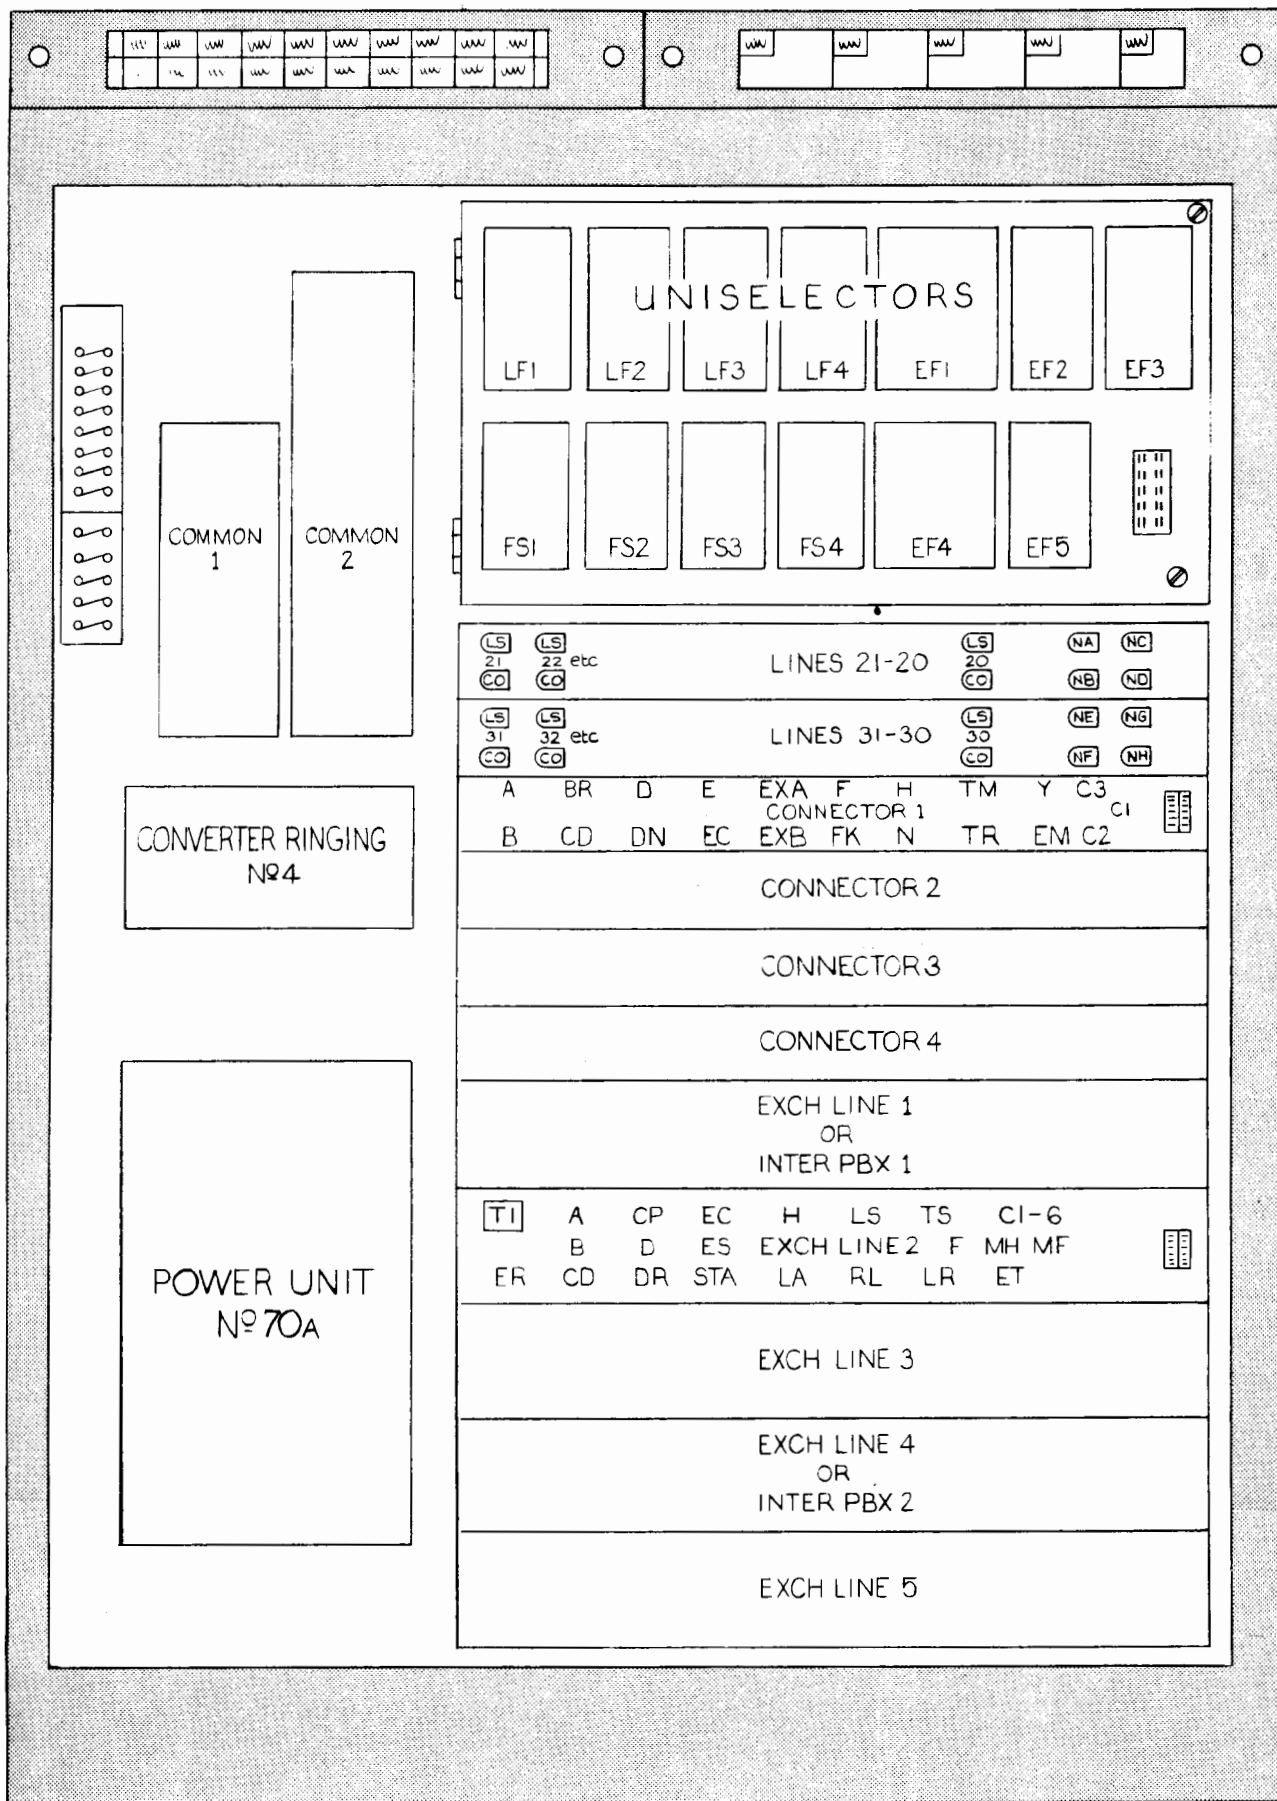 UNISELECTORS
LF1 LF2 LF3 LF4 EF1 EF2 EF3
FS1 FS2 FS3 FS4 EF4 EF5
COMMON
1
COMMON
2
LS LS LS NA NC
21 22 etc LINES 21-20 20
CO CO CO NB ND
LS LS LS NE NG
31 32 etc LINES 31-30 30
CO CO CO NF NH
A BR D E EXA F H TM Y C3
CONNECTOR 1 C1
B CD DN EC EXB FK N TR EM C2
CONVERTER RINGING
Nº4
CONNECTOR 2
CONNECTOR 3
CONNECTOR 4
EXCH LINE 1
OR
INTER PBX 1
T1 A CP EC H LS TS C1-6
B D ES EXCH LINE 2 F MH MF
ER CD DR STA LA RL LR ET
POWER UNIT
Nº 70A
EXCH LINE 3
EXCH LINE 4
OR
INTER PBX 2
EXCH LINE 5